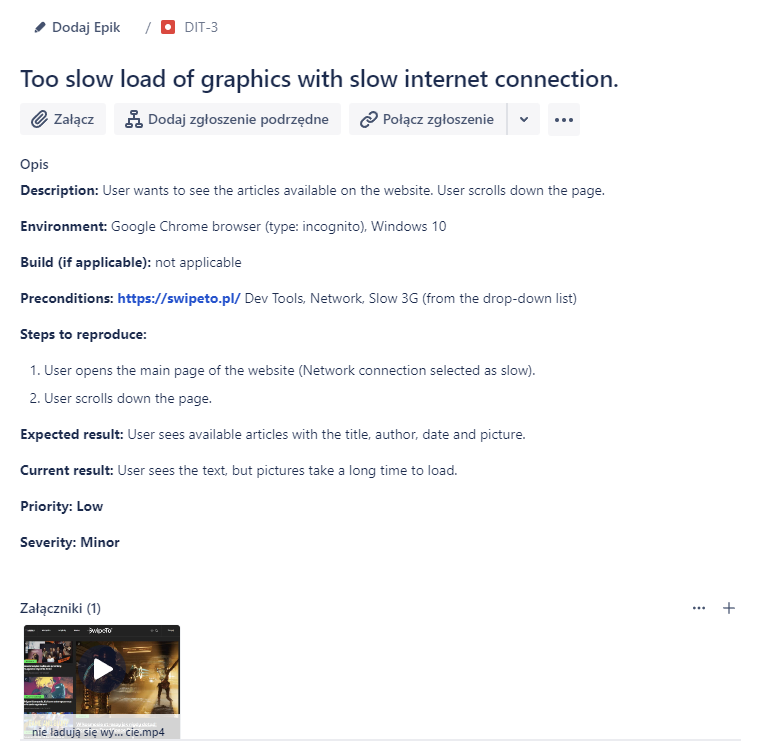 Dodaj Epik / DIT-3
Too slow load of graphics with slow internet connection.
Załącz Dodaj zgłoszenie podrzędne Połącz zgłoszenie
Opis
Description: User wants to see the articles available on the website. User scrolls down the page.
Environment: Google Chrome browser (type: incognito), Windows 10
Build (if applicable): not applicable
Preconditions: https://swipeto.pl/ Dev Tools, Network, Slow 3G (from the drop-down list)
Steps to reproduce:
1. User opens the main page of the website (Network connection selected as slow).
2. User scrolls down the page.
Expected result: User sees available articles with the title, author, date and picture.
Current result: User sees the text, but pictures take a long time to load.
Priority: Low
Severity: Minor
Załączniki (1)
SwipeTo
nie ładują się wy... cie.mp4